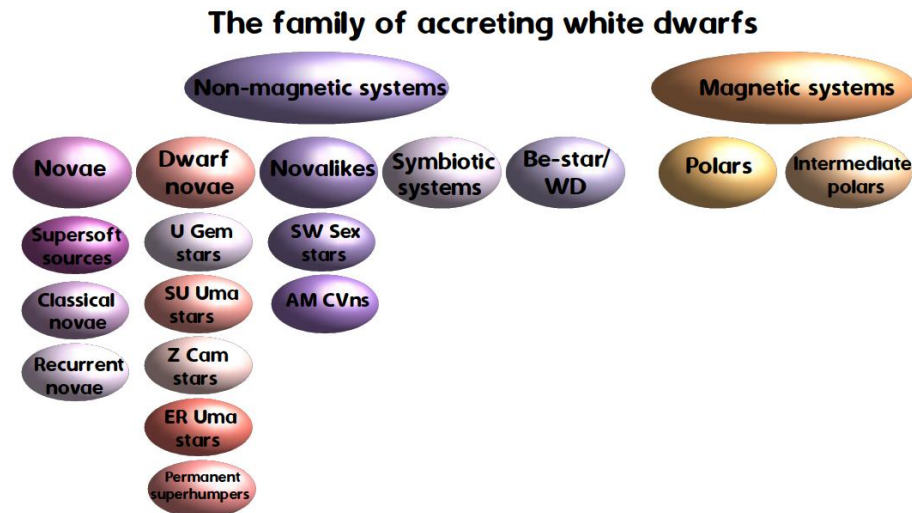 The family of accreting white dwarfs
Non-magnetic systems
Magnetic systems
Novae
Dwarf
novae
Novalikes
Symbiotic
systems
Be-star/
WD
Polars
Intermediate
polars
Supersoft
sources
U Gem
stars
SW Sex
stars
Classical
novae
SU Uma
stars
AM CVns
Recurrent
novae
Z Cam
stars
ER Uma
stars
Permanent
superhumpers